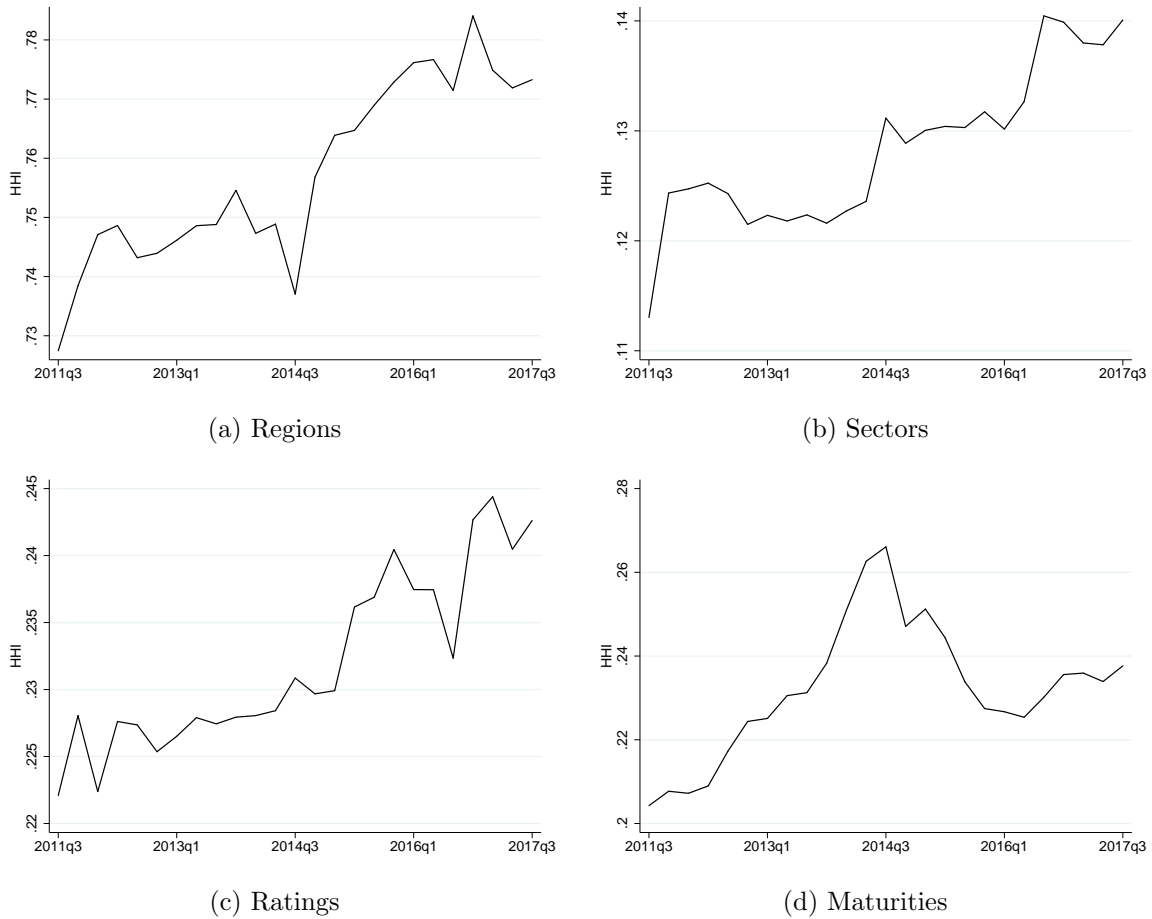 HHI
.73 .74 .75 .76 .77 .78
2011q3 2013q1 2014q3 2016q1 2017q3
(a) Regions
HHI
.11 .12 .13 .14
2011q3 2013q1 2014q3 2016q1 2017q3
(b) Sectors
HHI
.22 .225 .23 .235 .24 .245
2011q3 2013q1 2014q3 2016q1 2017q3
(c) Ratings
HHI
.2 .22 .24 .26 .28
2011q3 2013q1 2014q3 2016q1 2017q3
(d) Maturities